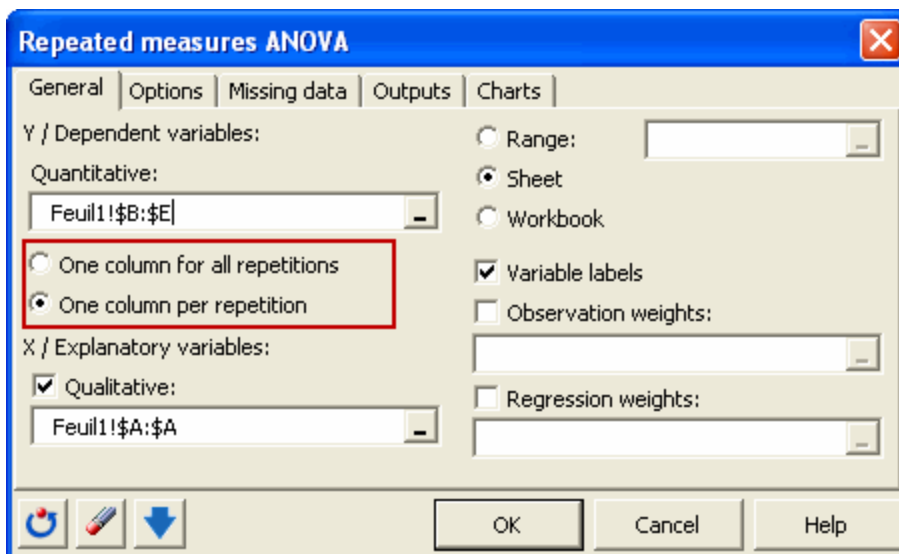 Repeated measures ANOVA
General Options Missing data Outputs Charts
Y / Dependent variables:
Quantitative:
Feuil1!$B:$E
One column for all repetitions
One column per repetition
X / Explanatory variables:
Qualitative:
Feuil1!$A:$A
Range:
Sheet
Workbook
Variable labels
Observation weights:
Regression weights:
OK Cancel Help